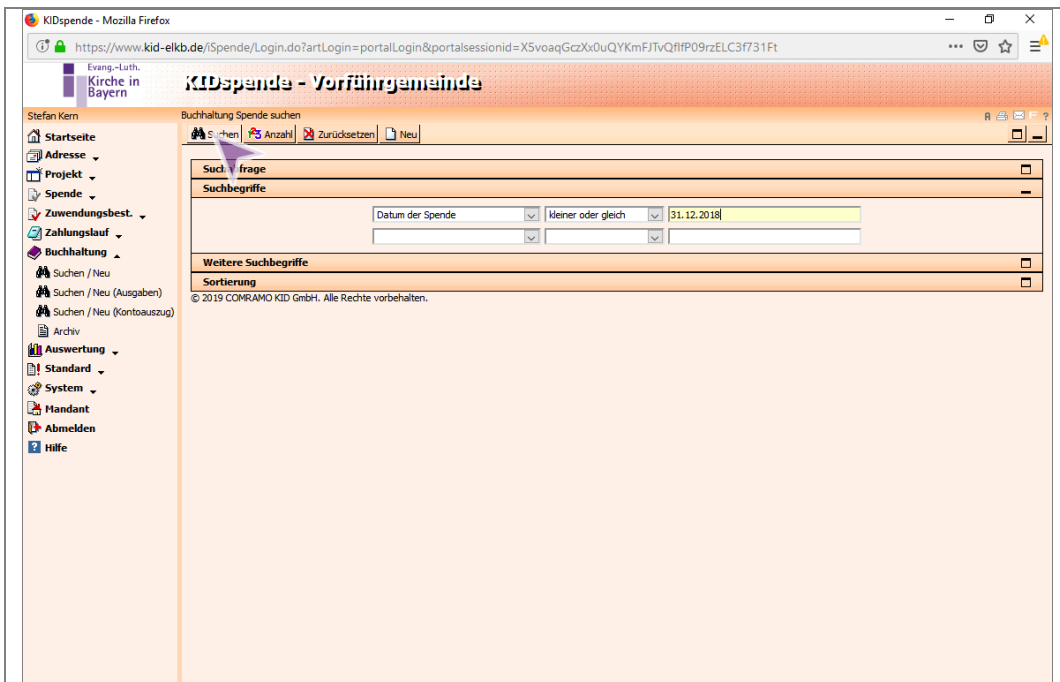 KIDspende - Mozilla Firefox
https://www.kid-elkb.de/iSpende/Login.do?artLogin=portalLogin&portalsessionid=X5voaqGczXx0uQYKmFJTvQflfP09rzELC3f731Ft
Evang.-Luth.
Kirche in
Bayern
KIDspende - Vorführgemeinde
Stefan Kern
Buchhaltung Spende suchen
Suchen Anzahl Zurücksetzen Neu
Startseite
Adresse
Projekt
Spende
Zuwendungsbest.
Zahlungslauf
Buchhaltung
Suchen / Neu
Suchen / Neu (Ausgaben)
Suchen / Neu (Kontoauszug)
Archiv
Auswertung
Standard
System
Mandant
Abmelden
Hilfe
Suchabfrage
Suchbegriffe
Datum der Spende kleiner oder gleich 31.12.2018
Weitere Suchbegriffe
Sortierung
© 2019 COMRAMO KID GmbH. Alle Rechte vorbehalten.